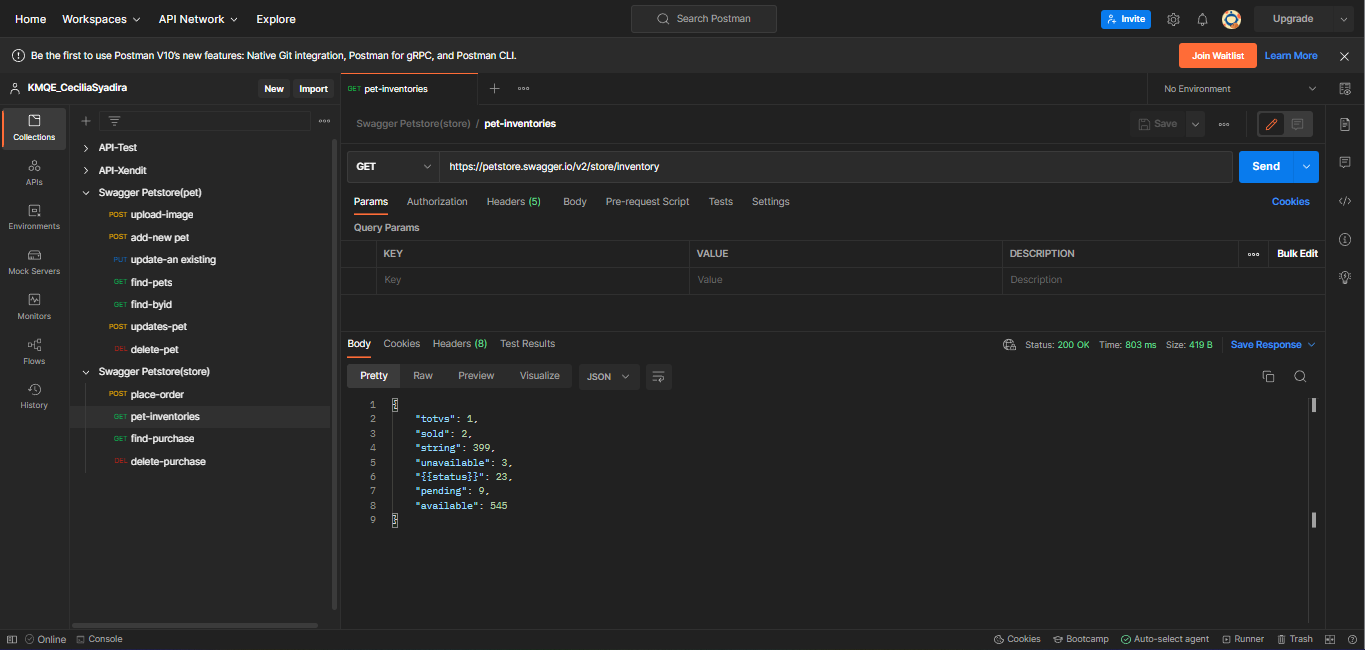 Home Workspaces API Network Explore Search Postman Invite Upgrade
Be the first to use Postman V10's new features: Native Git integration, Postman for gRPC, and Postman CLI. Join Waitlist Learn More
KMQE_CeciliaSyadira New Import
GET pet-inventories
No Environment
Collections
APIs
Environments
Mock Servers
Monitors
Flows
History
API-Test
API-Xendit
Swagger Petstore(pet)
POST upload-image
POST add-new pet
PUT update-an existing
GET find-pets
GET find-byid
POST updates-pet
DEL delete-pet
Swagger Petstore(store)
POST place-order
GET pet-inventories
GET find-purchase
DEL delete-purchase
Swagger Petstore(store) / pet-inventories Save
GET https://petstore.swagger.io/v2/store/inventory Send
Params Authorization Headers (5) Body Pre-request Script Tests Settings Cookies
Query Params
KEY VALUE DESCRIPTION Bulk Edit
Key Value Description
Body Cookies Headers (8) Test Results Status: 200 OK Time: 803 ms Size: 419 B Save Response
Pretty Raw Preview Visualize JSON
1 {
2 "totvs": 1,
3 "sold": 2,
4 "string": 399,
5 "unavailable": 3,
6 "{{status}}": 23,
7 "pending": 9,
8 "available": 545
9 }
Online Console Cookies Bootcamp Auto-select agent Runner Trash